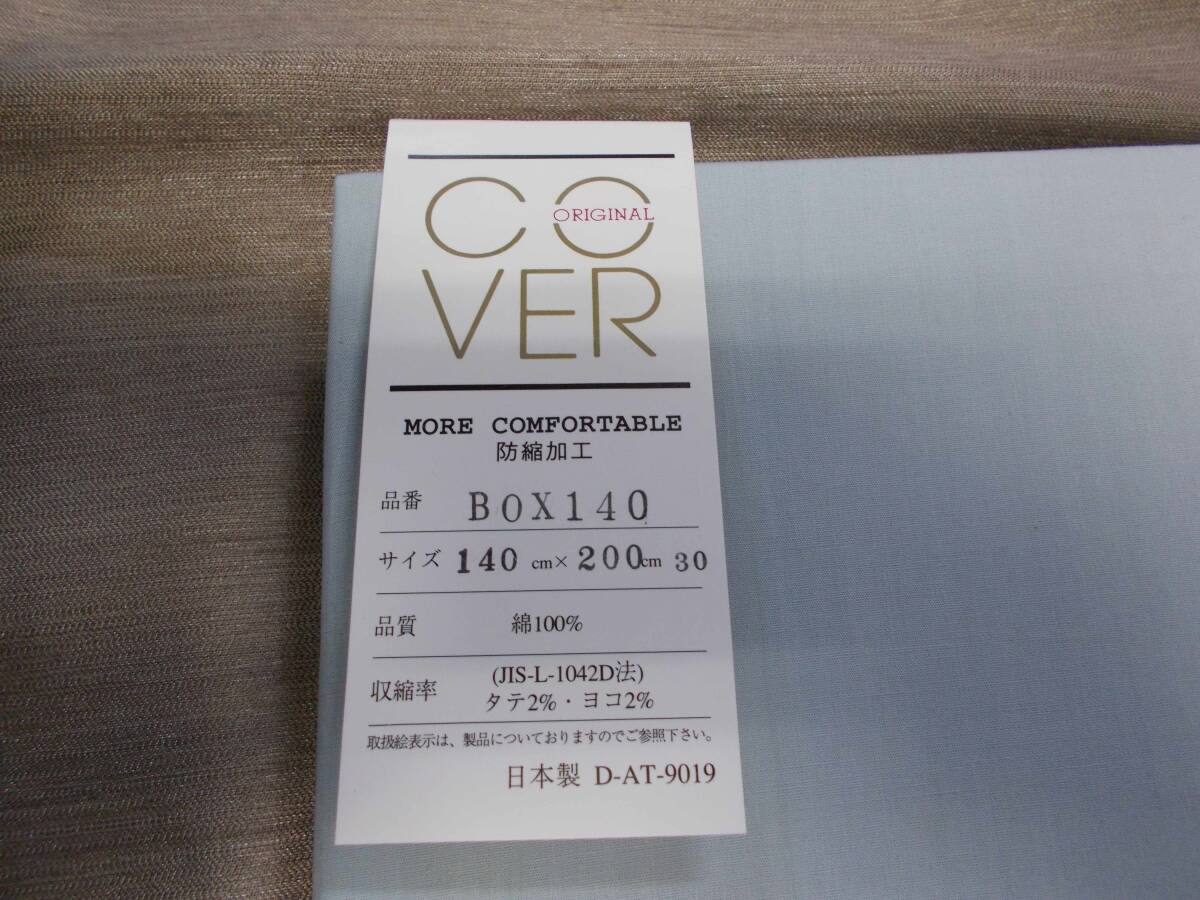 CO
ORIGINAL
VER
MORE COMFORTABLE
防縮加工
品番 BOX140
サイズ 140 cm× 200cm 30
品質 綿100%
収縮率 (JIS-L-1042D法)
タテ2%・ヨコ2%
取扱絵表示は、製品についておりますのでご参照下さい。
日本製 D-AT-9019